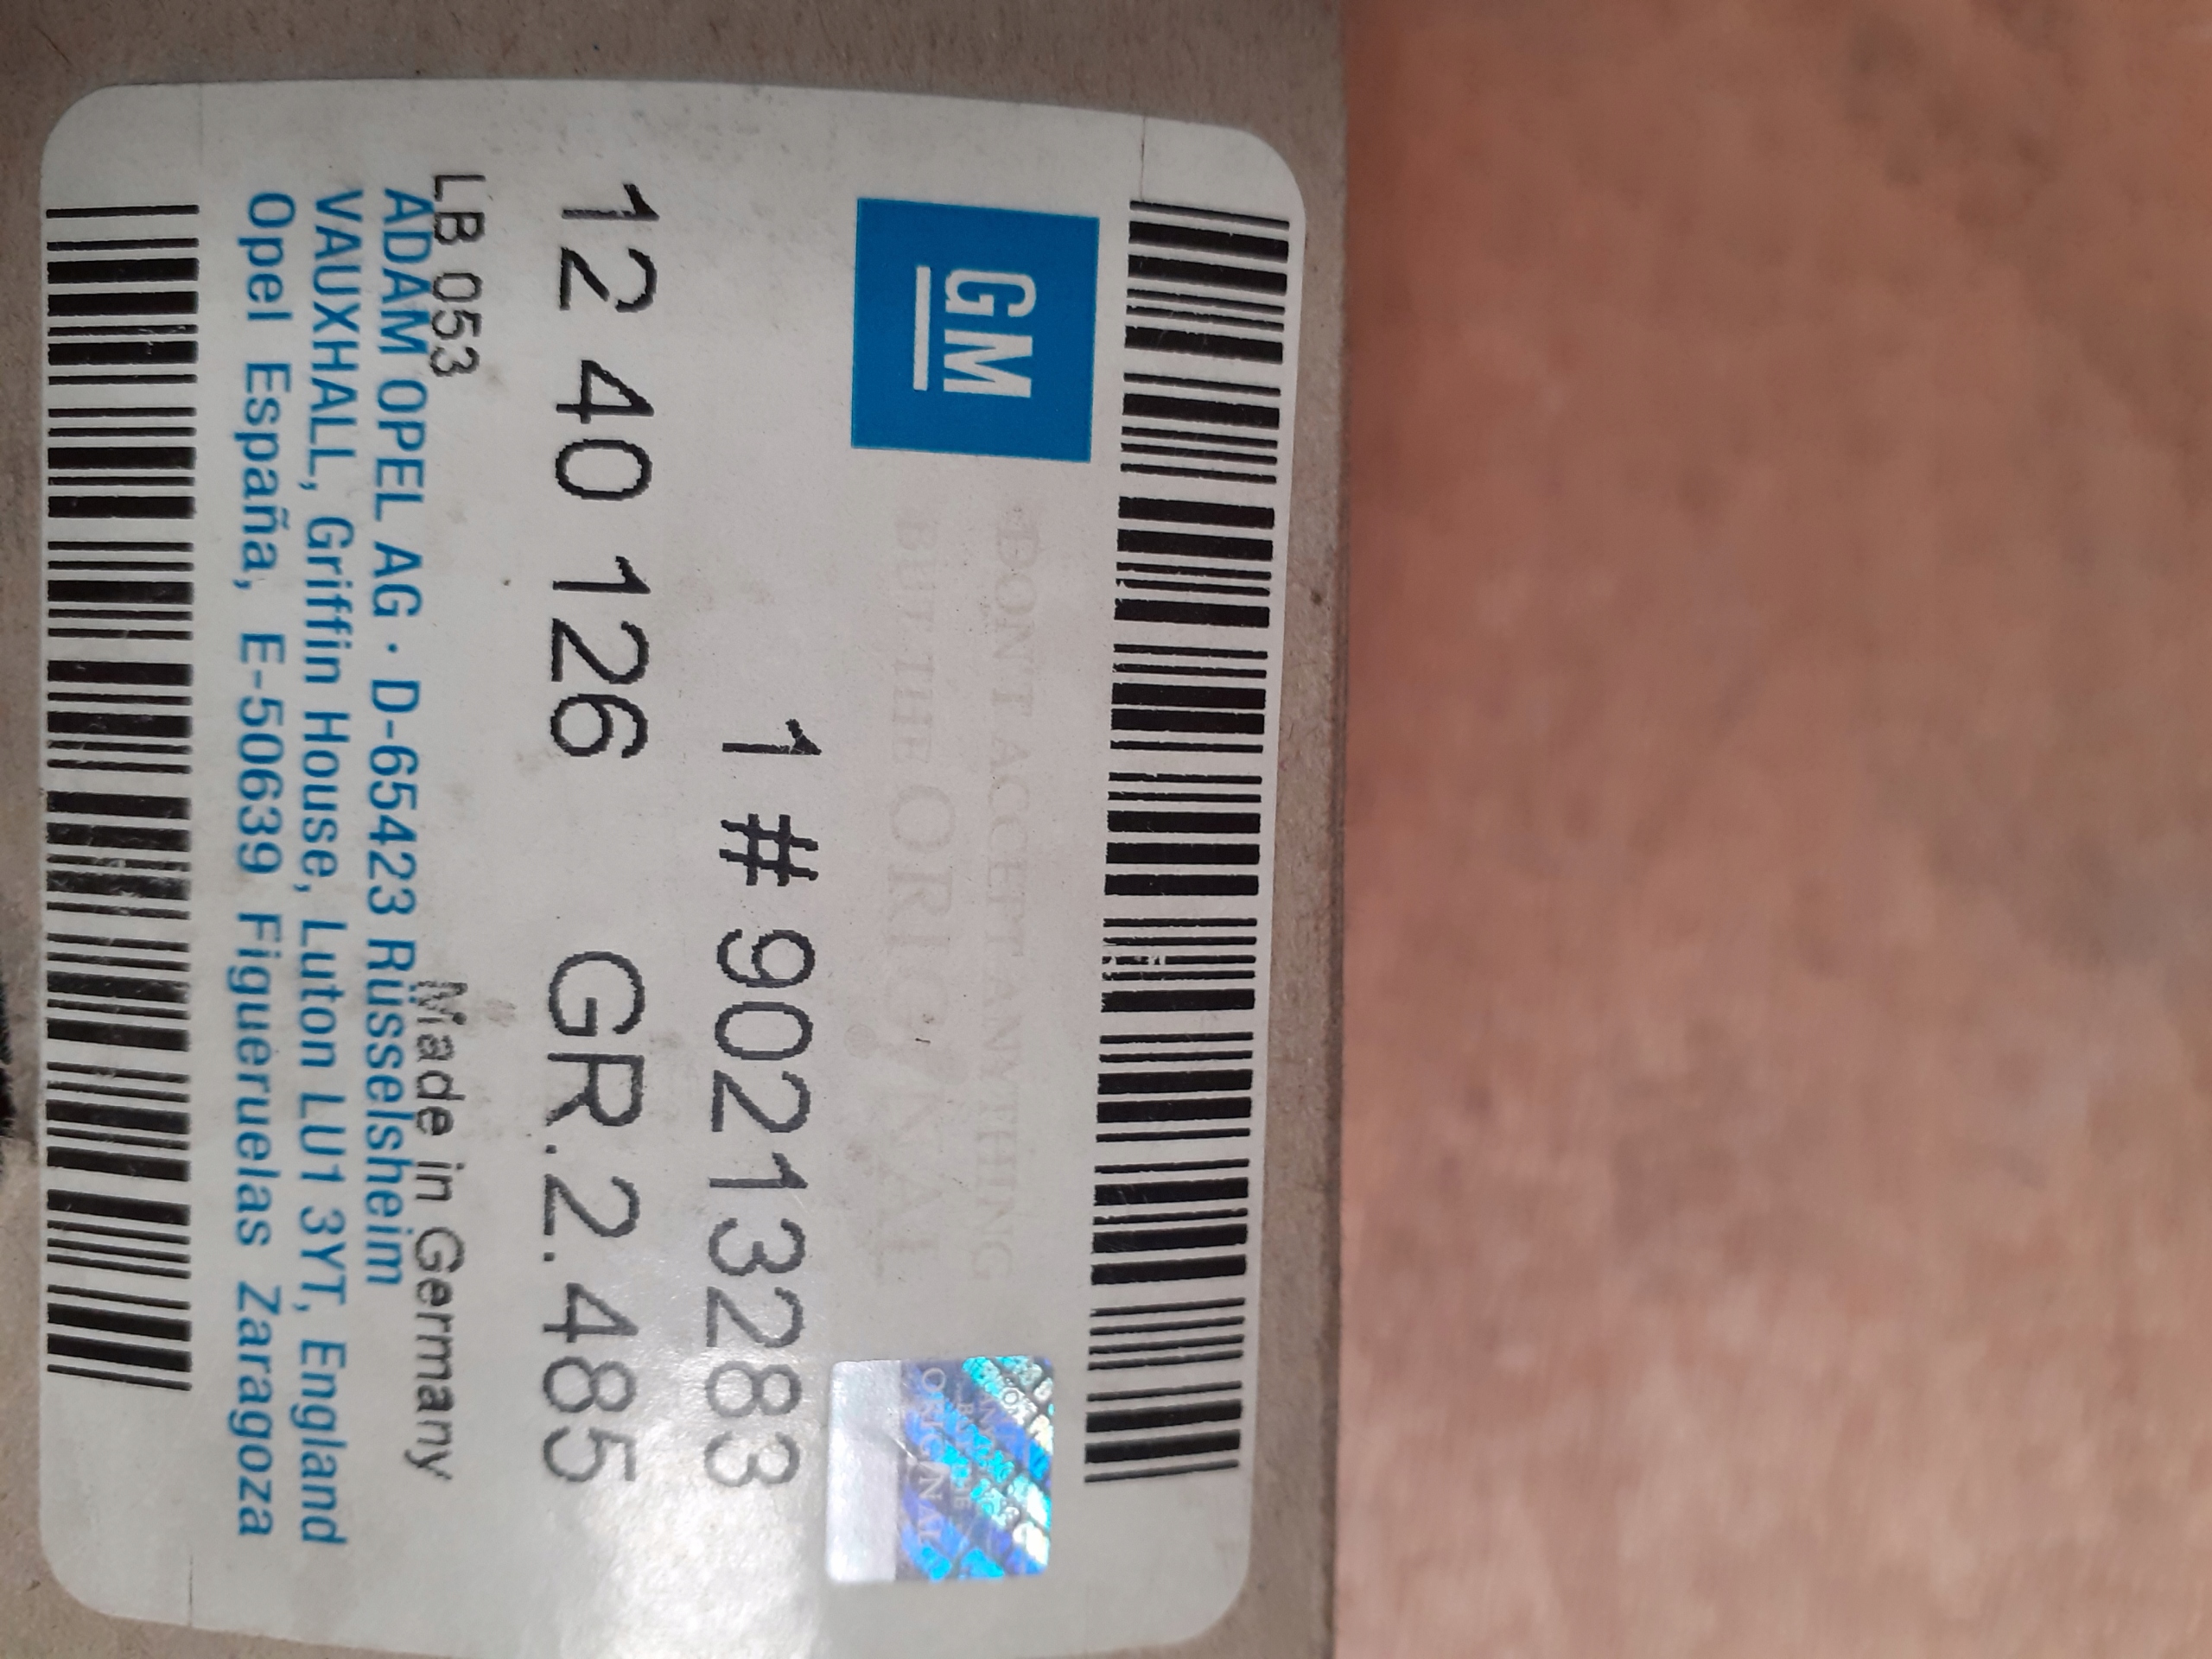 GM
DON'T ACCEPT ANYTHING
BUT THE ORIGINAL
ORIGINAL
1 # 90213283
12 40 126 GR.2.485
LB 053 Made in Germany
ADAM OPEL AG · D-65423 Rüsselsheim
VAUXHALL, Griffin House, Luton LU1 3YT, England
Opel España, E-50639 Figueruelas Zaragoza